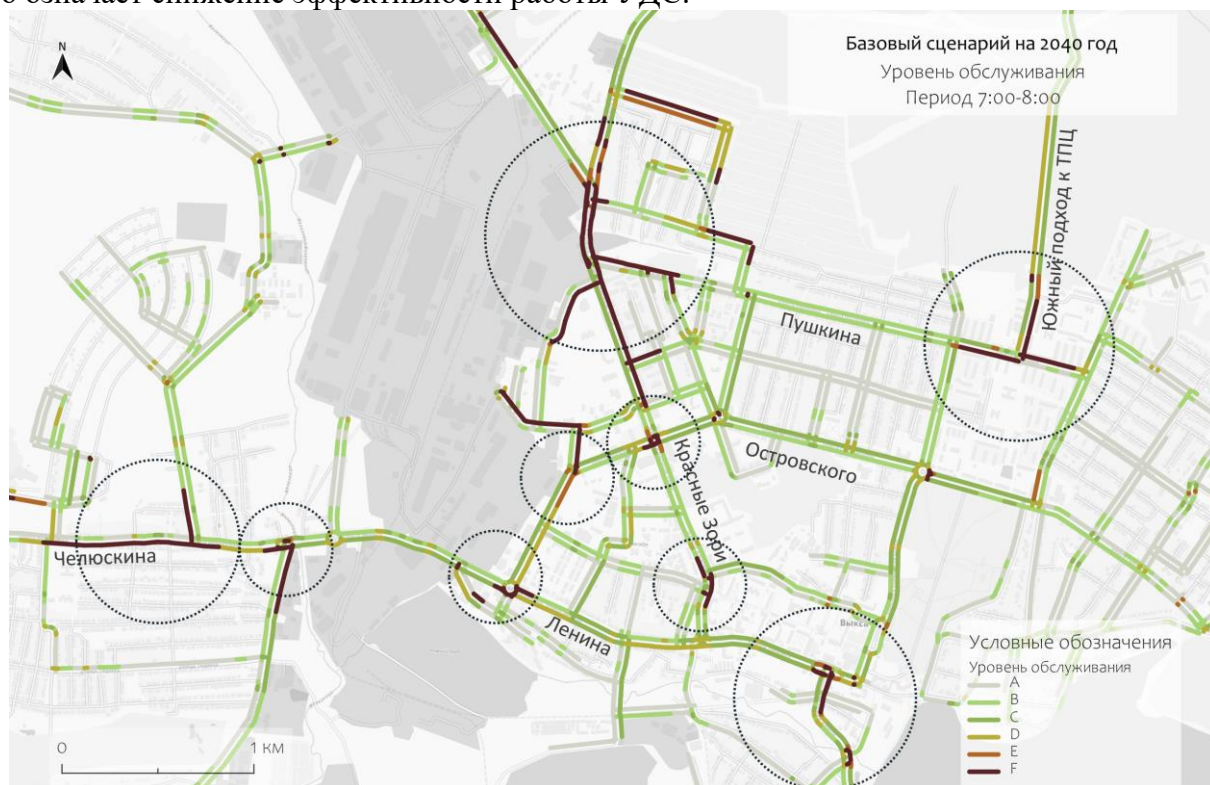 о означает снижение эффективности работы УДС.
N
Базовый сценарий на 2040 год
Уровень обслуживания
Период 7:00-8:00
Южный подход к ТПЦ
Пушкина
Островского
Красные Зори
Челюскина
Ленина
Выкса
Условные обозначения
Уровень обслуживания
A
B
C
D
E
F
0
1 км